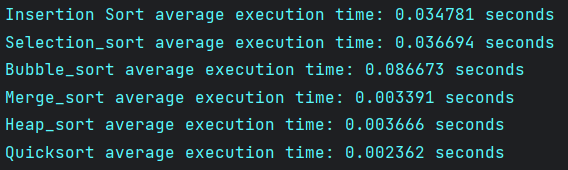 Insertion Sort average execution time: 0.034781 seconds
Selection_sort average execution time: 0.036694 seconds
Bubble_sort average execution time: 0.086673 seconds
Merge_sort average execution time: 0.003391 seconds
Heap_sort average execution time: 0.003666 seconds
Quicksort average execution time: 0.002362 seconds